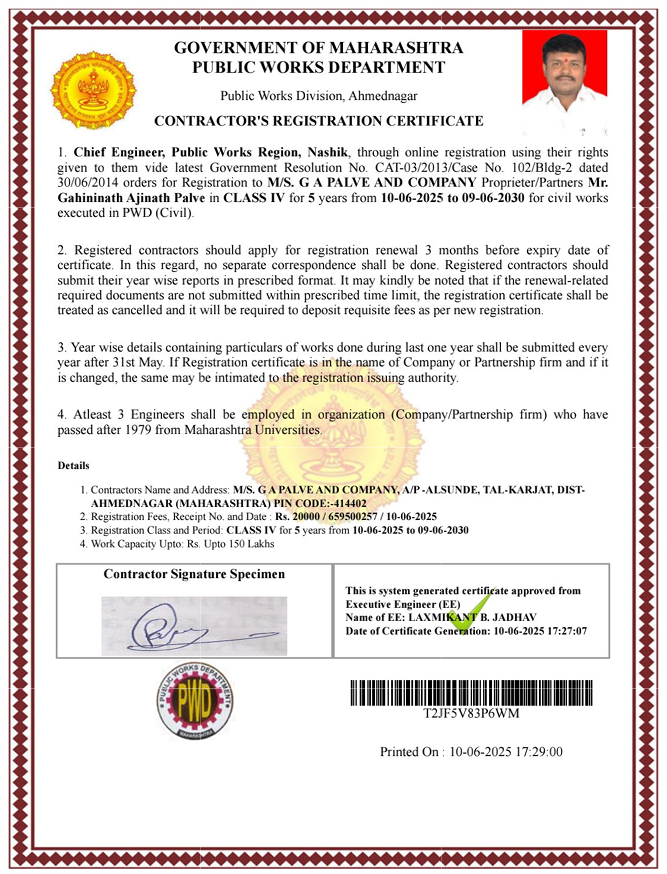 GOVERNMENT OF MAHARASHTRA
PUBLIC WORKS DEPARTMENT
Public Works Division, Ahmednagar
CONTRACTOR'S REGISTRATION CERTIFICATE
1. Chief Engineer, Public Works Region, Nashik, through online registration using their rights
given to them vide latest Government Resolution No. CAT-03/2013/Case No. 102/Bldg-2 dated
30/06/2014 orders for Registration to M/S. G A PALVE AND COMPANY Proprieter/Partners Mr.
Gahininath Ajinath Palve in CLASS IV for 5 years from 10-06-2025 to 09-06-2030 for civil works
executed in PWD (Civil).
2. Registered contractors should apply for registration renewal 3 months before expiry date of
certificate. In this regard, no separate correspondence shall be done. Registered contractors should
submit their year wise reports in prescribed format. It may kindly be noted that if the renewal-related
required documents are not submitted within prescribed time limit, the registration certificate shall be
treated as cancelled and it will be required to deposit requisite fees as per new registration.
3. Year wise details containing particulars of works done during last one year shall be submitted every
year after 31st May. If Registration certificate is in the name of Company or Partnership firm and if it
is changed, the same may be intimated to the registration issuing authority.
4. Atleast 3 Engineers shall be employed in organization (Company/Partnership firm) who have
passed after 1979 from Maharashtra Universities.
Details
1. Contractors Name and Address: M/S. G A PALVE AND COMPANY, A/P -ALSUNDE, TAL-KARJAT, DIST-
AHMEDNAGAR (MAHARASHTRA) PIN CODE:-414402
2. Registration Fees, Receipt No. and Date : Rs. 20000 / 659500257 / 10-06-2025
3. Registration Class and Period: CLASS IV for 5 years from 10-06-2025 to 09-06-2030
4. Work Capacity Upto: Rs. Upto 150 Lakhs
Contractor Signature Specimen
This is system generated certificate approved from
Executive Engineer (EE)
Name of EE: LAXMIKANT B. JADHAV
Date of Certificate Generation: 10-06-2025 17:27:07
PUBLIC WORKS DEPARTMENT
PWD
MAHARASHTRA
T2JF5V83P6WM
Printed On : 10-06-2025 17:29:00